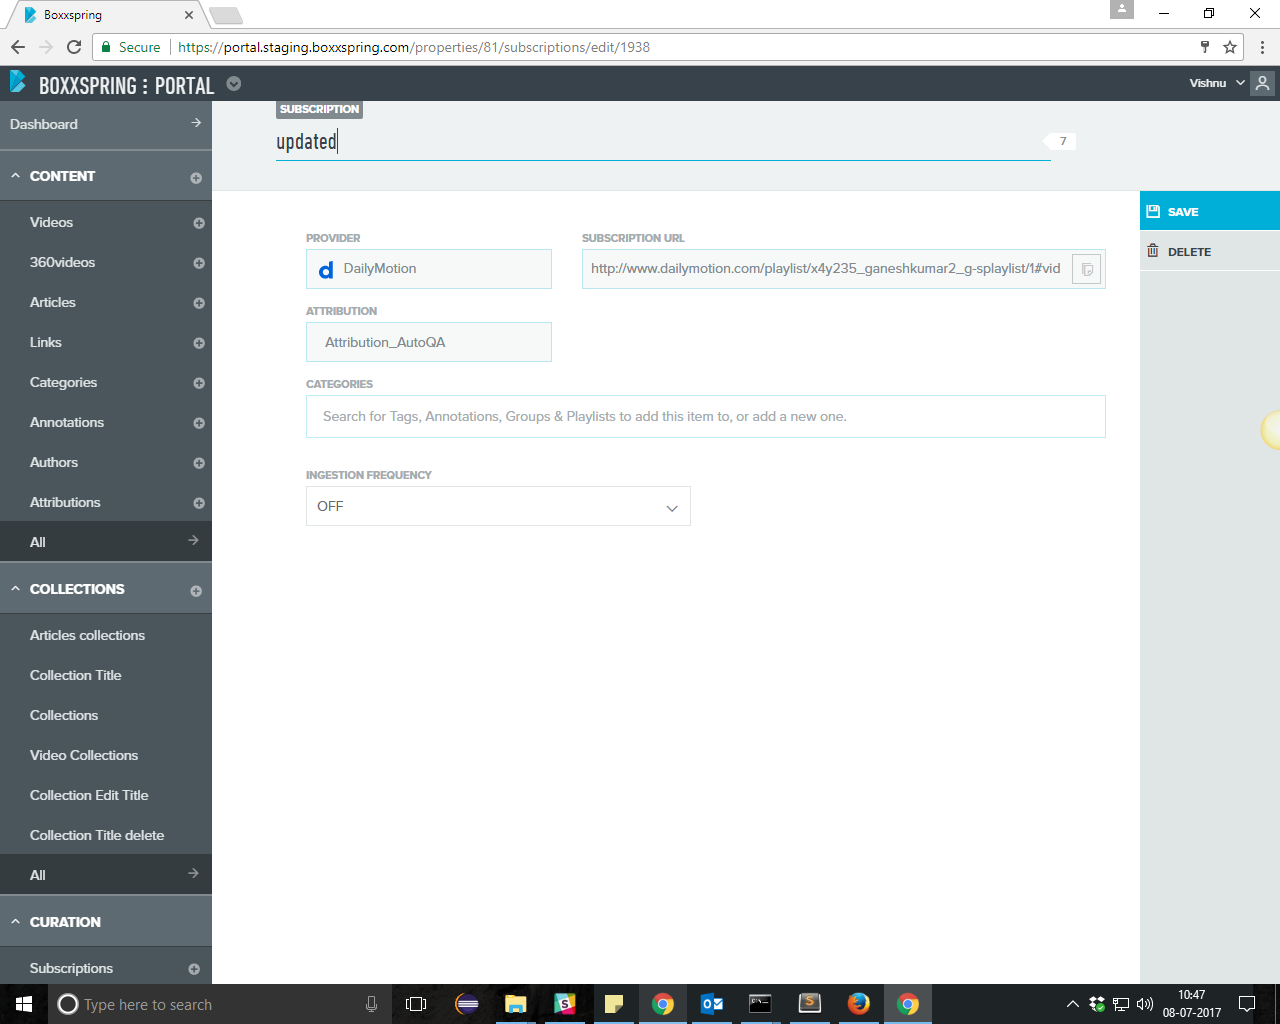 Boxxspring
Secure
https://portal.staging.boxxspring.com/properties/81/subscriptions/edit/1938
BOXXSPRING : PORTAL
Vishnu
Dashboard
SUBSCRIPTION
updated
7
CONTENT
Videos
360videos
Articles
Links
Categories
Annotations
Authors
Attributions
All
COLLECTIONS
Articles collections
Collection Title
Collections
Video Collections
Collection Edit Title
Collection Title delete
All
CURATION
Subscriptions
PROVIDER
DailyMotion
SUBSCRIPTION URL
http://www.dailymotion.com/playlist/x4y235_ganeshkumar2_g-splaylist/1#vid
ATTRIBUTION
Attribution_AutoQA
CATEGORIES
Search for Tags, Annotations, Groups & Playlists to add this item to, or add a new one.
INGESTION FREQUENCY
OFF
SAVE
DELETE
Type here to search
10:47
08-07-2017